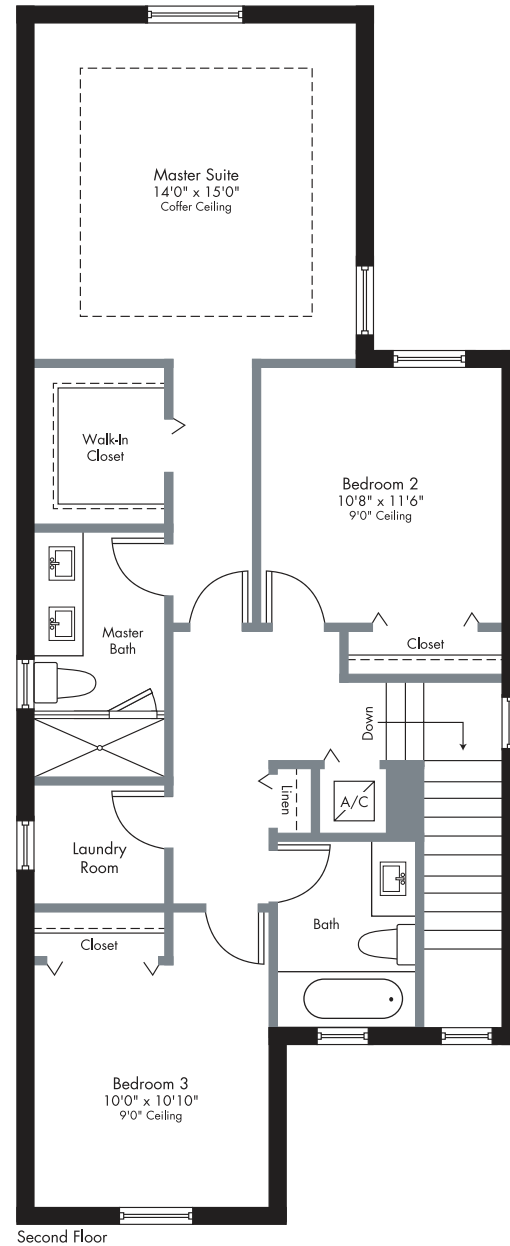 Master Suite
14'0" x 15'0"
Coffer Ceiling
Walk-In
Closet
Bedroom 2
10'8" x 11'6"
9'0" Ceiling
Master
Bath
Closet
Down
Linen
A/C
Laundry
Room
Bath
Closet
Bedroom 3
10'0" x 10'10"
9'0" Ceiling
Second Floor